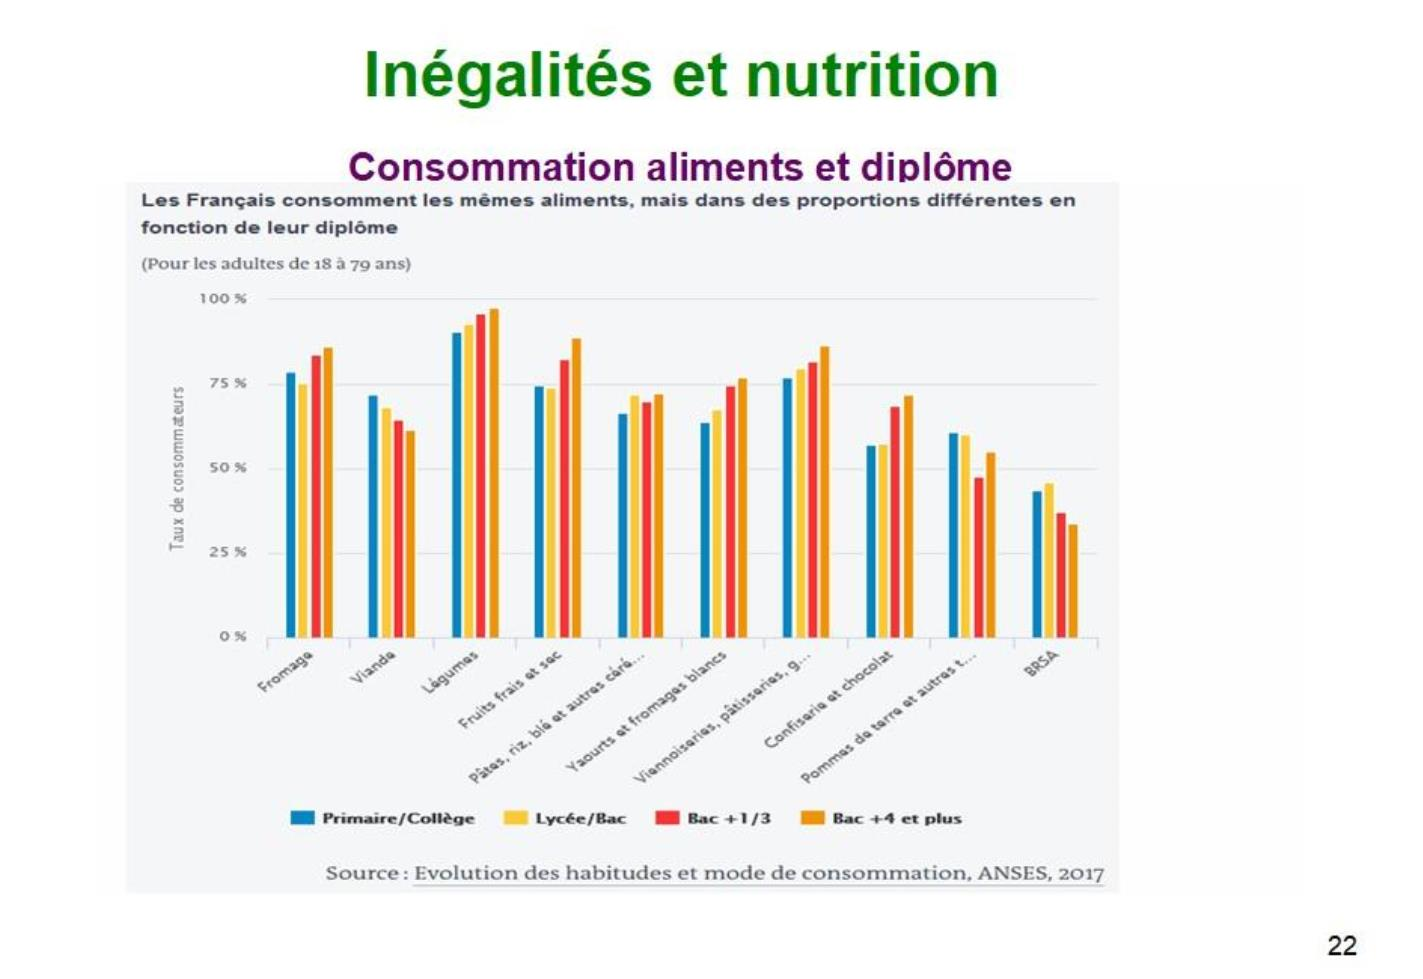 Inégalités et nutrition
Consommation aliments et diplôme
Les Français consomment les mêmes aliments, mais dans des proportions différentes en
fonction de leur diplôme
(Pour les adultes de 18 à 79 ans)
100 %
75 %
50 %
25 %
0 %
Taux de consommateurs
Fromage
Viande
Légumes
Fruits frais et sec
Pâtes, riz, blé et autres céré...
Yaourts et fromages blancs
Viennoiseries, pâtisseries, g...
Confiserie et chocolat
Pommes de terre et autres t...
BRSA
Primaire/Collège
Lycée/Bac
Bac +1/3
Bac +4 et plus
Source : Evolution des habitudes et mode de consommation, ANSES, 2017
22